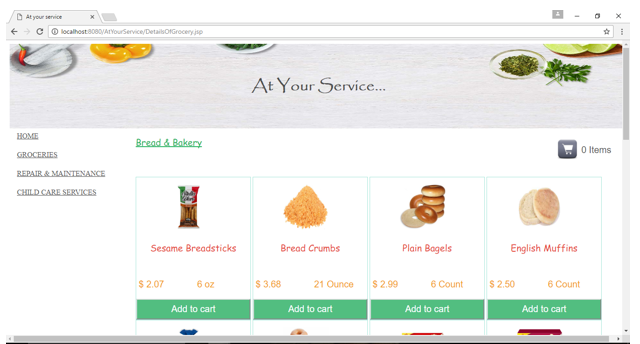 At your service
localhost:8080/AtYourService/DetailsOfGrocery.jsp
At Your Service...
HOME
GROCERIES
REPAIR & MAINTENANCE
CHILD CARE SERVICES
Bread & Bakery
0 Items
Sesame Breadsticks
Bread Crumbs
Plain Bagels
English Muffins
$ 2.07 6 oz
$ 3.68 21 Ounce
$ 2.99 6 Count
$ 2.50 6 Count
Add to cart
Add to cart
Add to cart
Add to cart